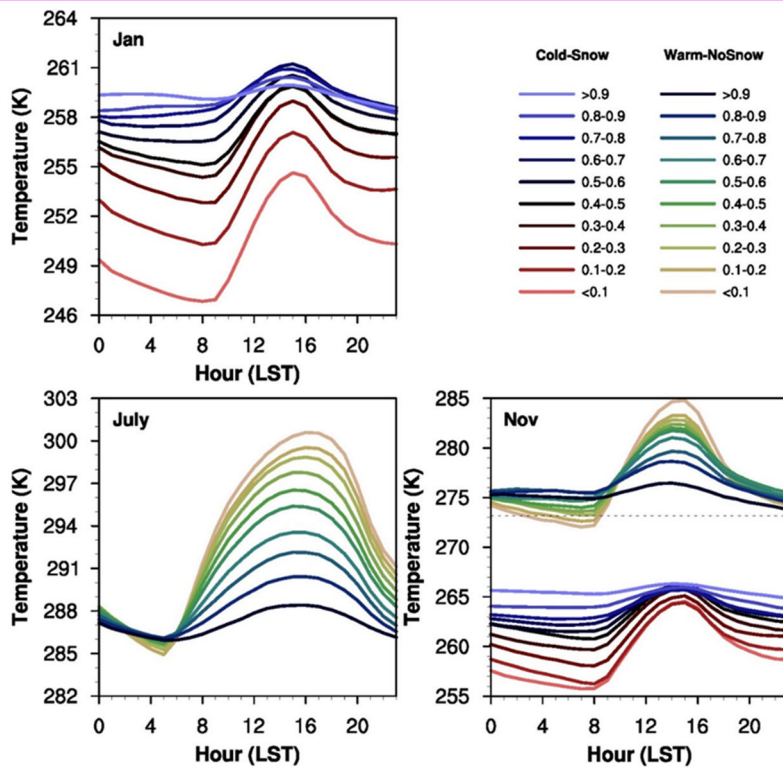 Jan
Temperature (K)
264
261
258
255
252
249
246
0 4 8 12 16 20
Hour (LST)
Cold-Snow Warm-NoSnow
>0.9 >0.9
0.8-0.9 0.8-0.9
0.7-0.8 0.7-0.8
0.6-0.7 0.6-0.7
0.5-0.6 0.5-0.6
0.4-0.5 0.4-0.5
0.3-0.4 0.3-0.4
0.2-0.3 0.2-0.3
0.1-0.2 0.1-0.2
<0.1 <0.1
July
Temperature (K)
303
300
297
294
291
288
285
282
0 4 8 12 16 20
Hour (LST)
Nov
Temperature (K)
285
280
275
270
265
260
255
0 4 8 12 16 20
Hour (LST)